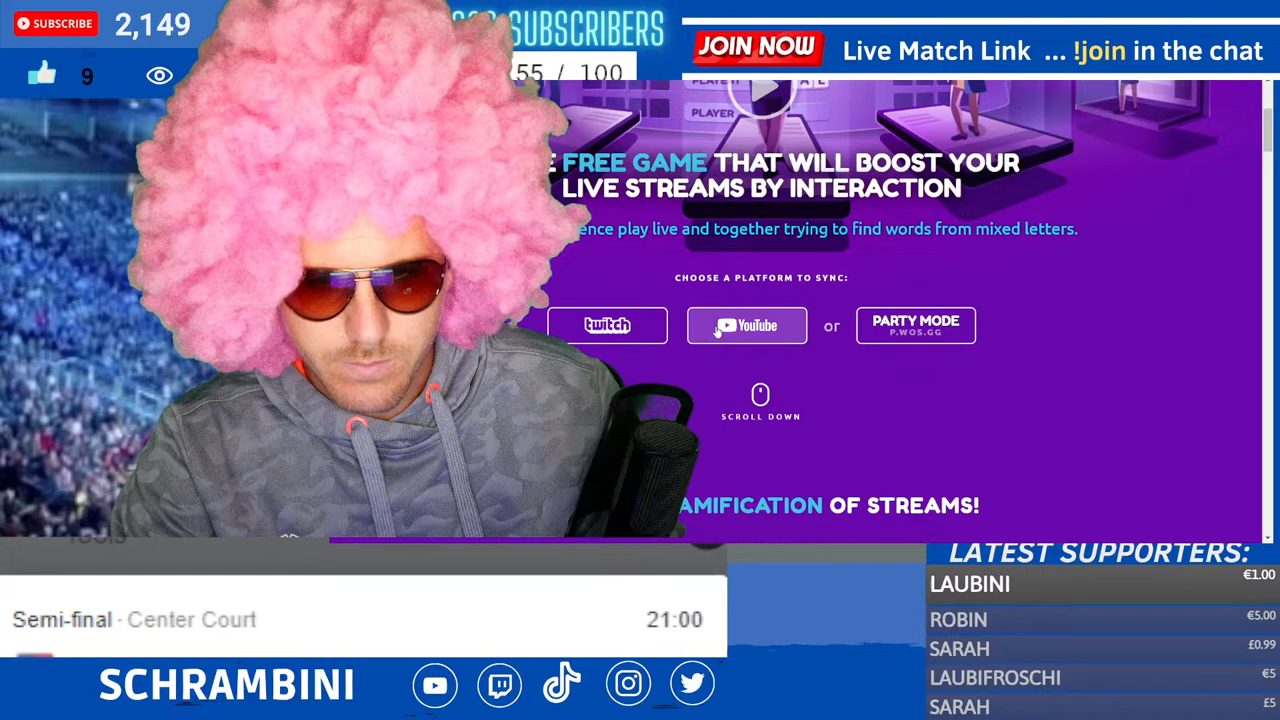 SUBSCRIBE 2,149
SUBSCRIBERS
JOIN NOW
Live Match Link ... !join in the chat
9
55 / 100
PLAYER
FREE GAME THAT WILL BOOST YOUR
LIVE STREAMS BY INTERACTION
play live and together trying to find words from mixed letters.
CHOOSE A PLATFORM TO SYNC:
twitch
YouTube
or
PARTY MODE
P.WOS.GG
SCROLL DOWN
OF STREAMS!
Semi-final · Center Court 21:00
LATEST SUPPORTERS:
LAUBINI €1.00
ROBIN €5.00
SARAH £0.99
LAUBIFROSCHI €5
SARAH £5
SCHRAMBINI